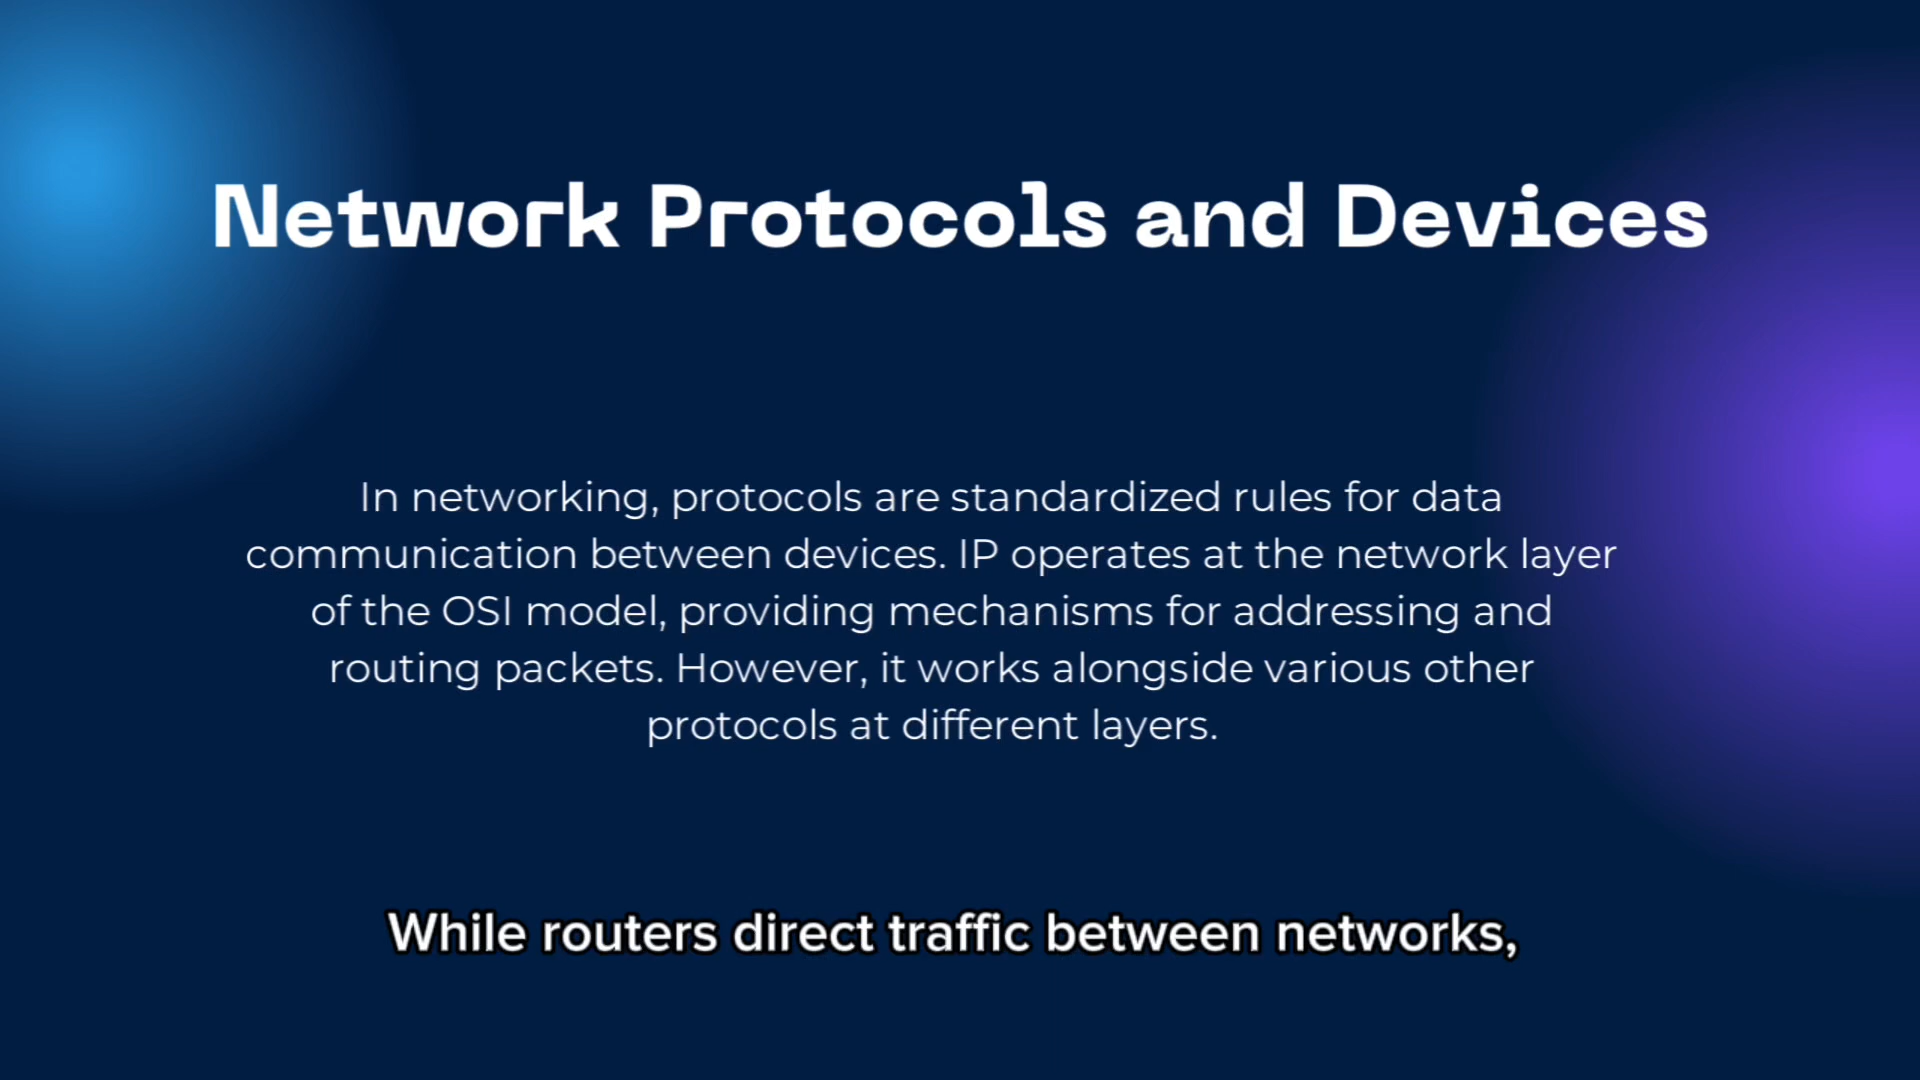 Network Protocols and Devices
In networking, protocols are standardized rules for data
communication between devices. IP operates at the network layer
of the OSI model, providing mechanisms for addressing and
routing packets. However, it works alongside various other
protocols at different layers.
While routers direct traffic between networks,